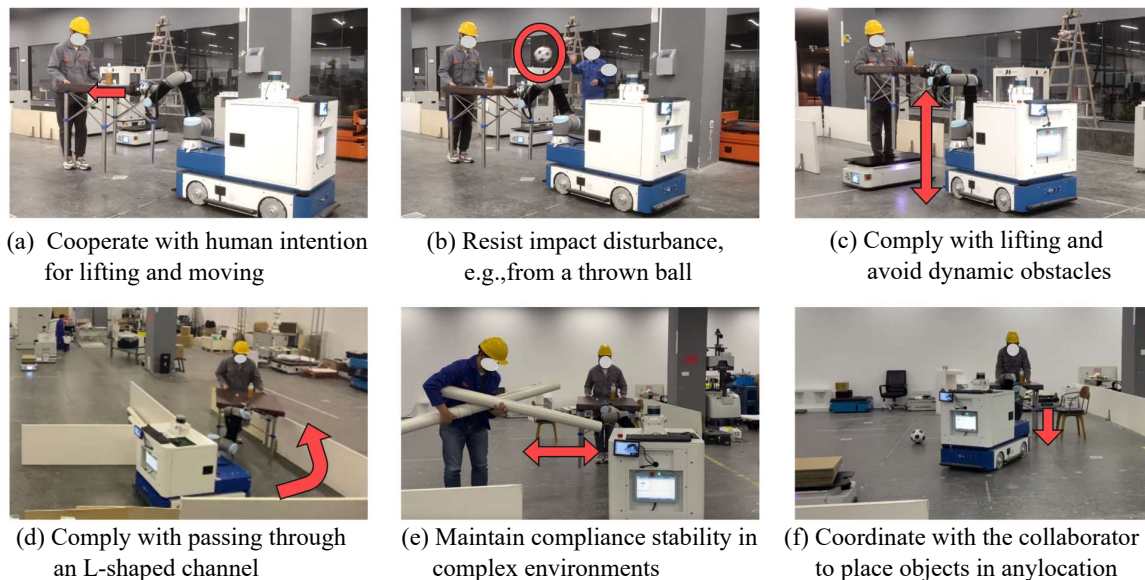 (a) Cooperate with human intention
for lifting and moving
(b) Resist impact disturbance,
e.g.,from a thrown ball
(c) Comply with lifting and
avoid dynamic obstacles
(d) Comply with passing through
an L-shaped channel
(e) Maintain compliance stability in
complex environments
(f) Coordinate with the collaborator
to place objects in anylocation